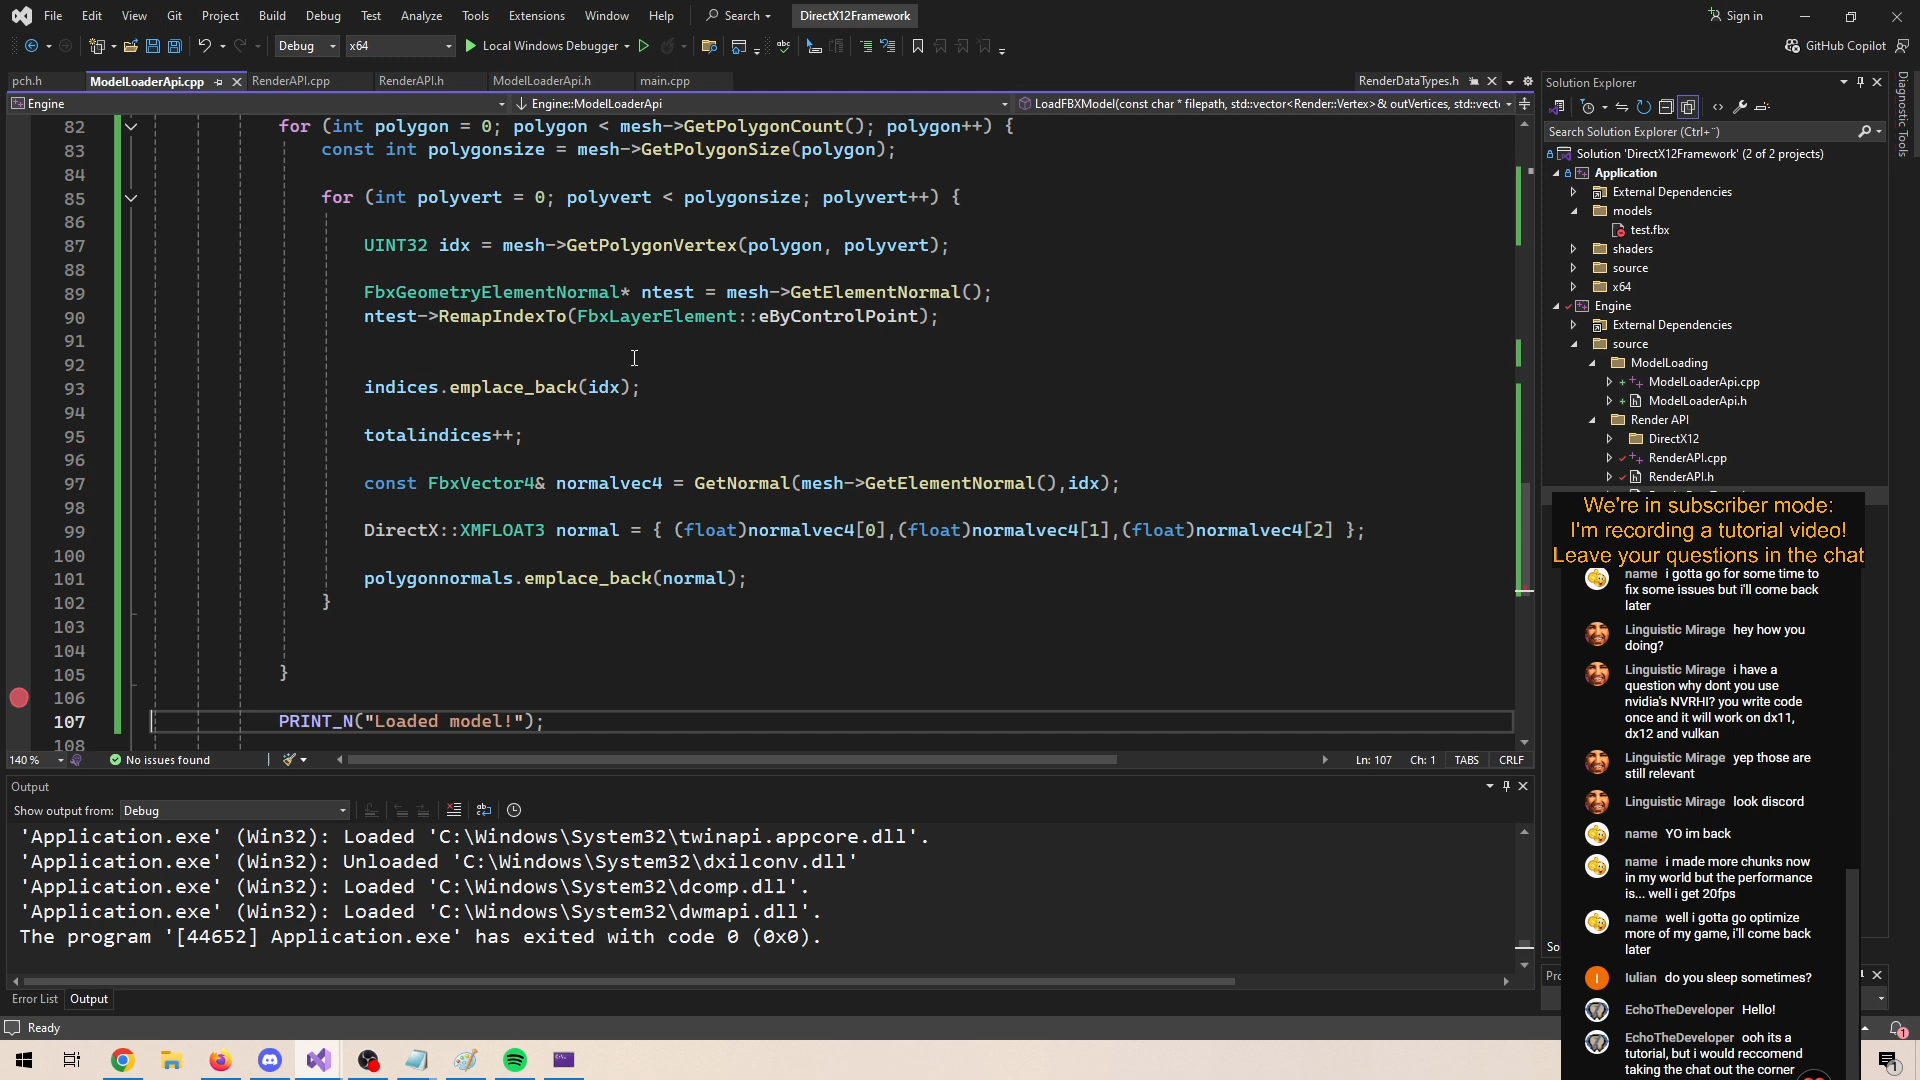 File Edit View Git Project Build Debug Test Analyze Tools Extensions Window Help Search DirectX12Framework Sign in
Debug x64 Local Windows Debugger GitHub Copilot
pch.h ModelLoaderApi.cpp RenderAPI.cpp RenderAPI.h ModelLoaderApi.h main.cpp RenderDataTypes.h
Engine Engine::ModelLoaderApi LoadFBXModel(const char * filepath, std::vector<Render::Vertex>& outVertices, std::vect
82 for (int polygon = 0; polygon < mesh->GetPolygonCount(); polygon++) {
83 const int polygonsize = mesh->GetPolygonSize(polygon);
84
85 for (int polyvert = 0; polyvert < polygonsize; polyvert++) {
86
87 UINT32 idx = mesh->GetPolygonVertex(polygon, polyvert);
88
89 FbxGeometryElementNormal* ntest = mesh->GetElementNormal();
90 ntest->RemapIndexTo(FbxLayerElement::eByControlPoint);
91
92
93 indices.emplace_back(idx);
94
95 totalindices++;
96
97 const FbxVector4& normalvec4 = GetNormal(mesh->GetElementNormal(),idx);
98
99 DirectX::XMFLOAT3 normal = { (float)normalvec4[0],(float)normalvec4[1],(float)normalvec4[2] };
100
101 polygonnormals.emplace_back(normal);
102 }
103
104
105 }
106
107 PRINT_N("Loaded model!");
108
140 % No issues found Ln: 107 Ch: 1 TABS CRLF
Output
Show output from: Debug
'Application.exe' (Win32): Loaded 'C:\Windows\System32\twinapi.appcore.dll'.
'Application.exe' (Win32): Unloaded 'C:\Windows\System32\dxilconv.dll'
'Application.exe' (Win32): Loaded 'C:\Windows\System32\dcomp.dll'.
'Application.exe' (Win32): Loaded 'C:\Windows\System32\dwmapi.dll'.
The program '[44652] Application.exe' has exited with code 0 (0x0).
Error List Output
Ready
Solution Explorer
Search Solution Explorer (Ctrl+¨)
Solution 'DirectX12Framework' (2 of 2 projects)
Application
External Dependencies
models
test.fbx
shaders
source
x64
Engine
External Dependencies
source
ModelLoading
ModelLoaderApi.cpp
ModelLoaderApi.h
Render API
DirectX12
RenderAPI.cpp
RenderAPI.h
Diagnostic Tools
We're in subscriber mode:
I'm recording a tutorial video!
Leave your questions in the chat
name i gotta go for some time to
fix some issues but i'll come back
later
Linguistic Mirage hey how you
doing?
Linguistic Mirage i have a
question why dont you use
nvidia's NVRHI? you write code
once and it will work on dx11,
dx12 and vulkan
Linguistic Mirage yep those are
still relevant
Linguistic Mirage look discord
name YO im back
name i made more chunks now
in my world but the performance
is... well i get 20fps
name well i gotta go optimize
more of my game, i'll come back
later
Iulian do you sleep sometimes?
EchoTheDeveloper Hello!
EchoTheDeveloper ooh its a
tutorial, but i would reccomend
taking the chat out the corner
So
Pro
1
1